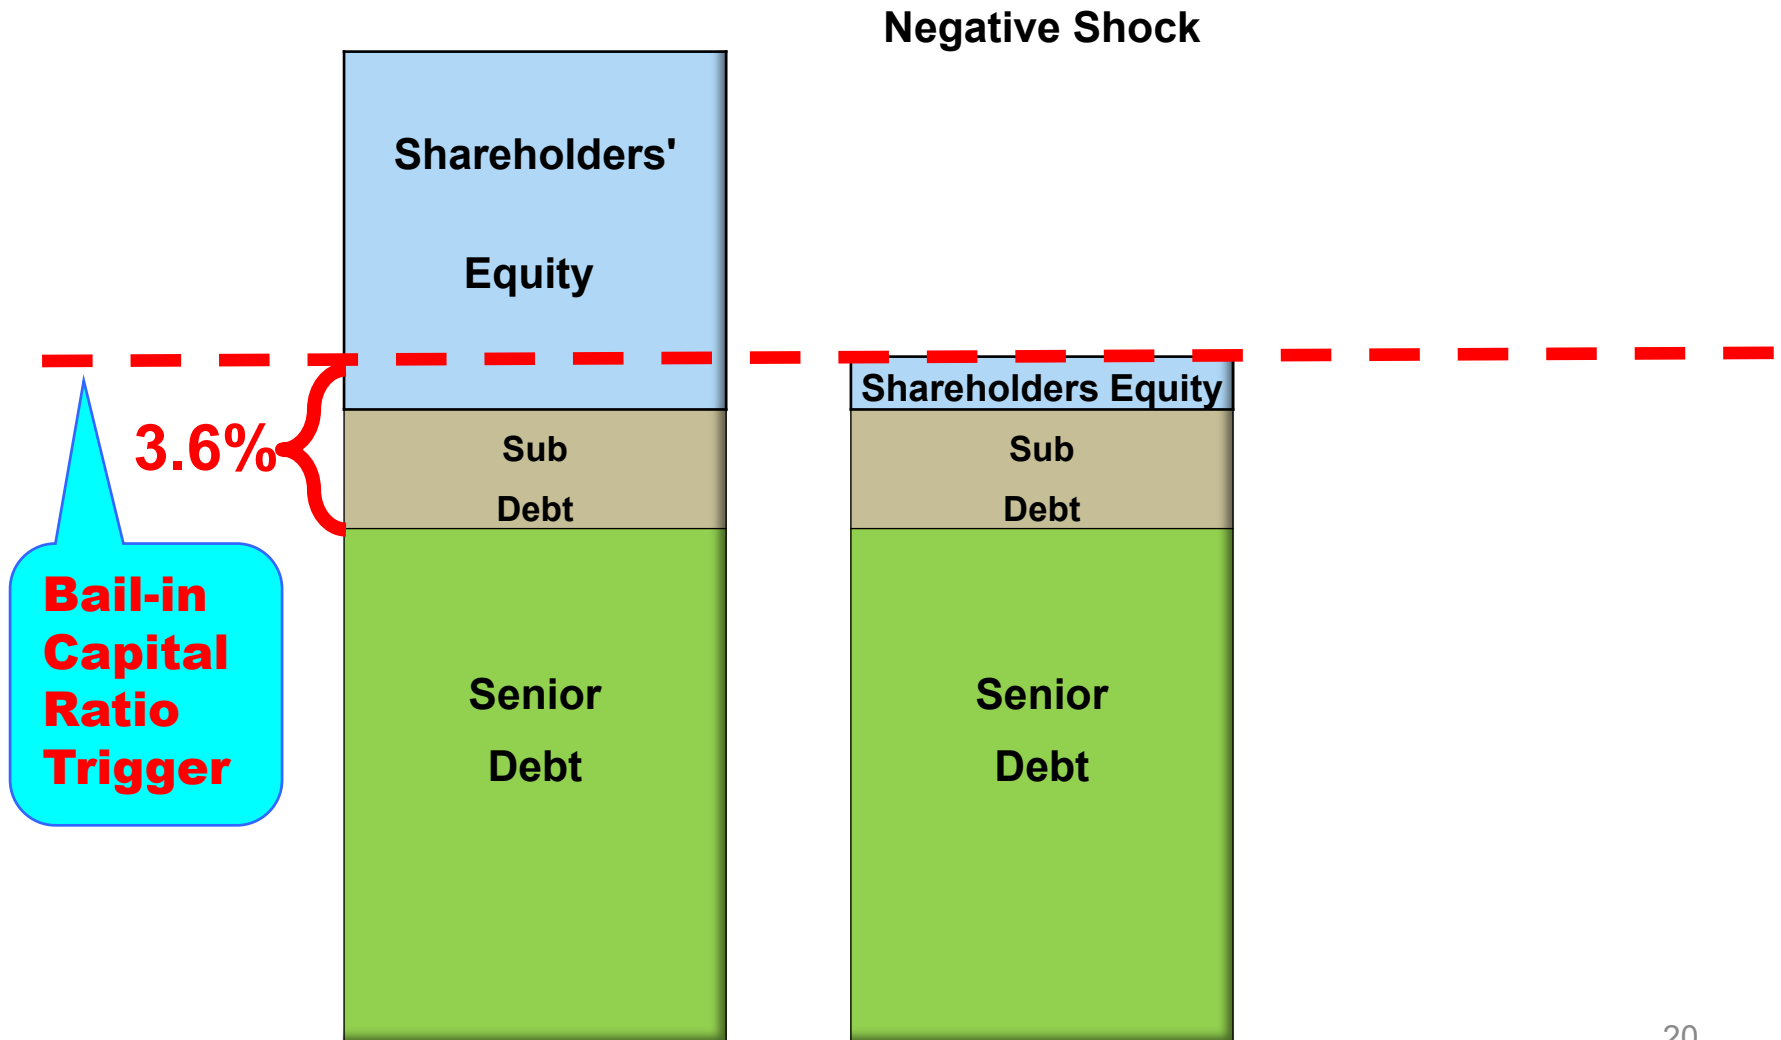 Negative Shock
Shareholders'
Equity
Shareholders Equity
3.6%
Sub
Debt
Sub
Debt
Bail-in
Capital
Ratio
Trigger
Senior
Debt
Senior
Debt
20